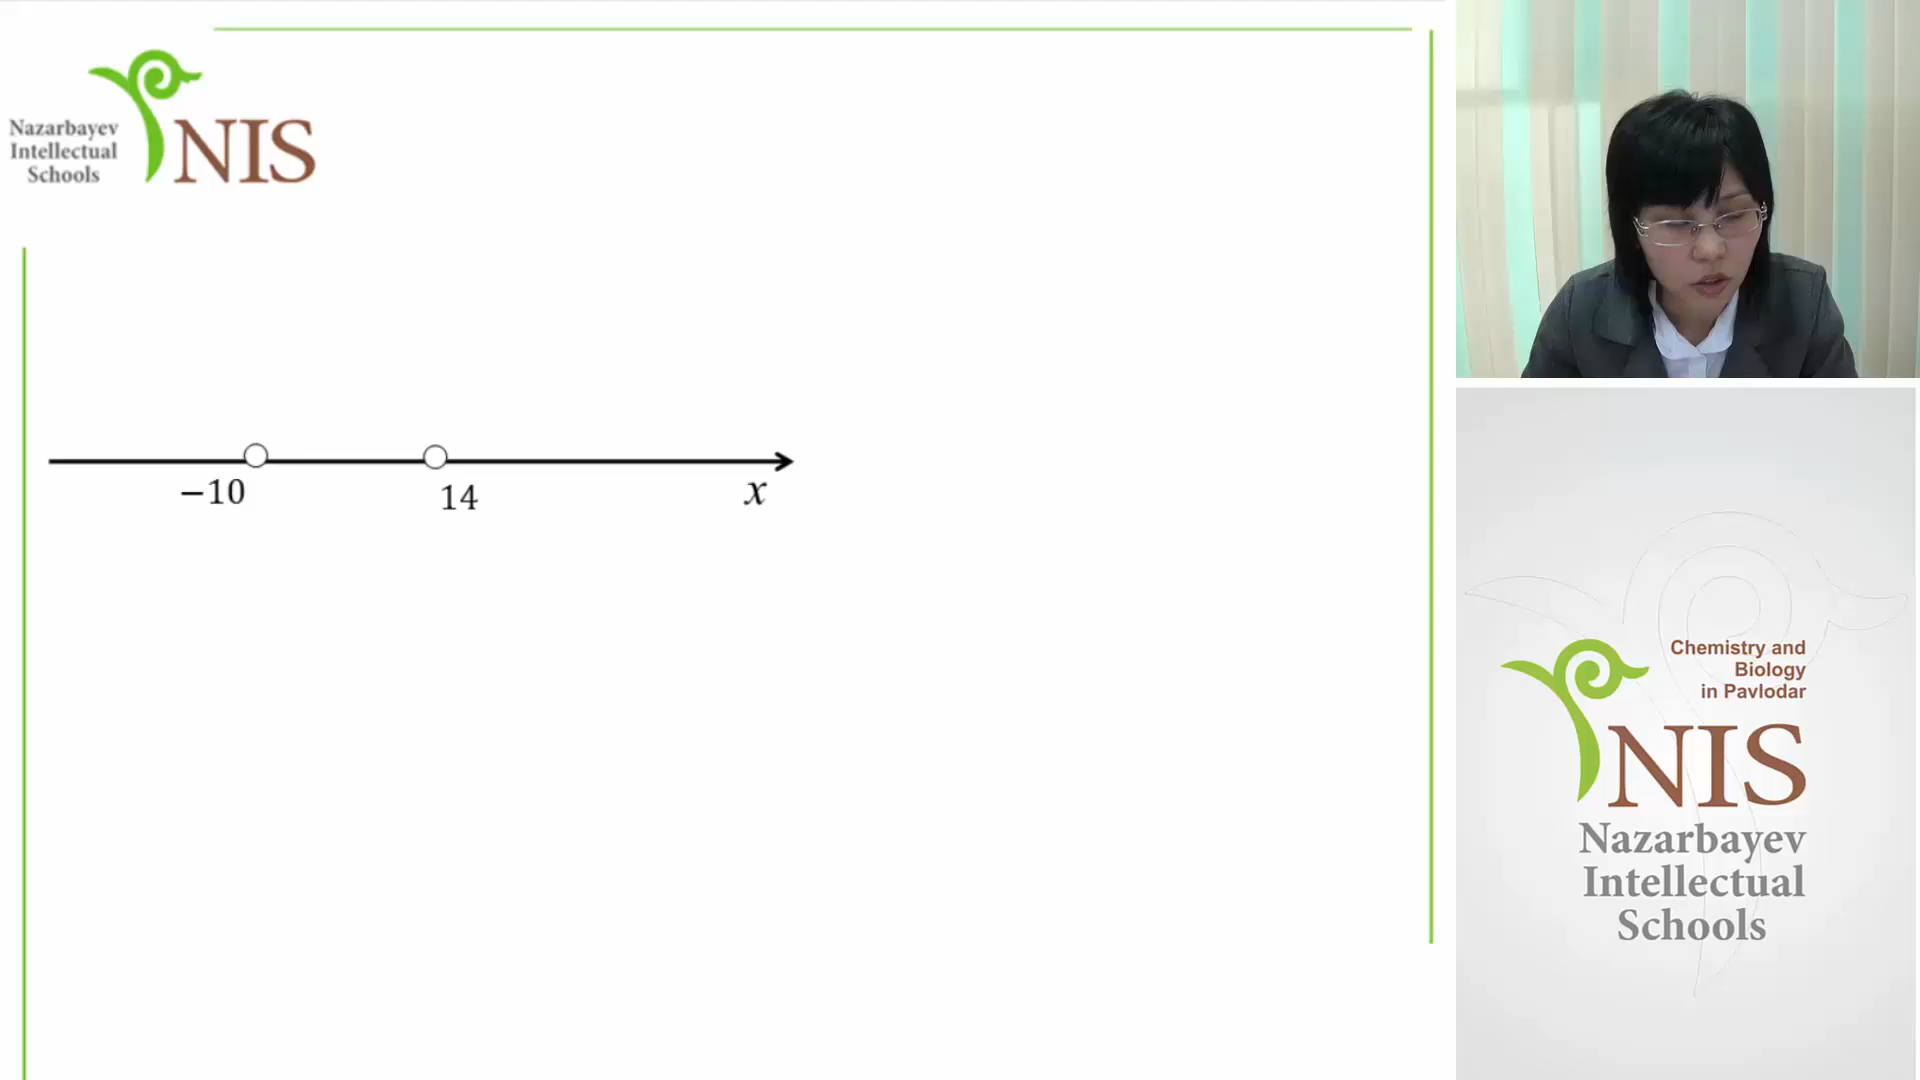 Nazarbayev
Intellectual
Schools
NIS
−10
14
x
Chemistry and
Biology
in Pavlodar
NIS
Nazarbayev
Intellectual
Schools